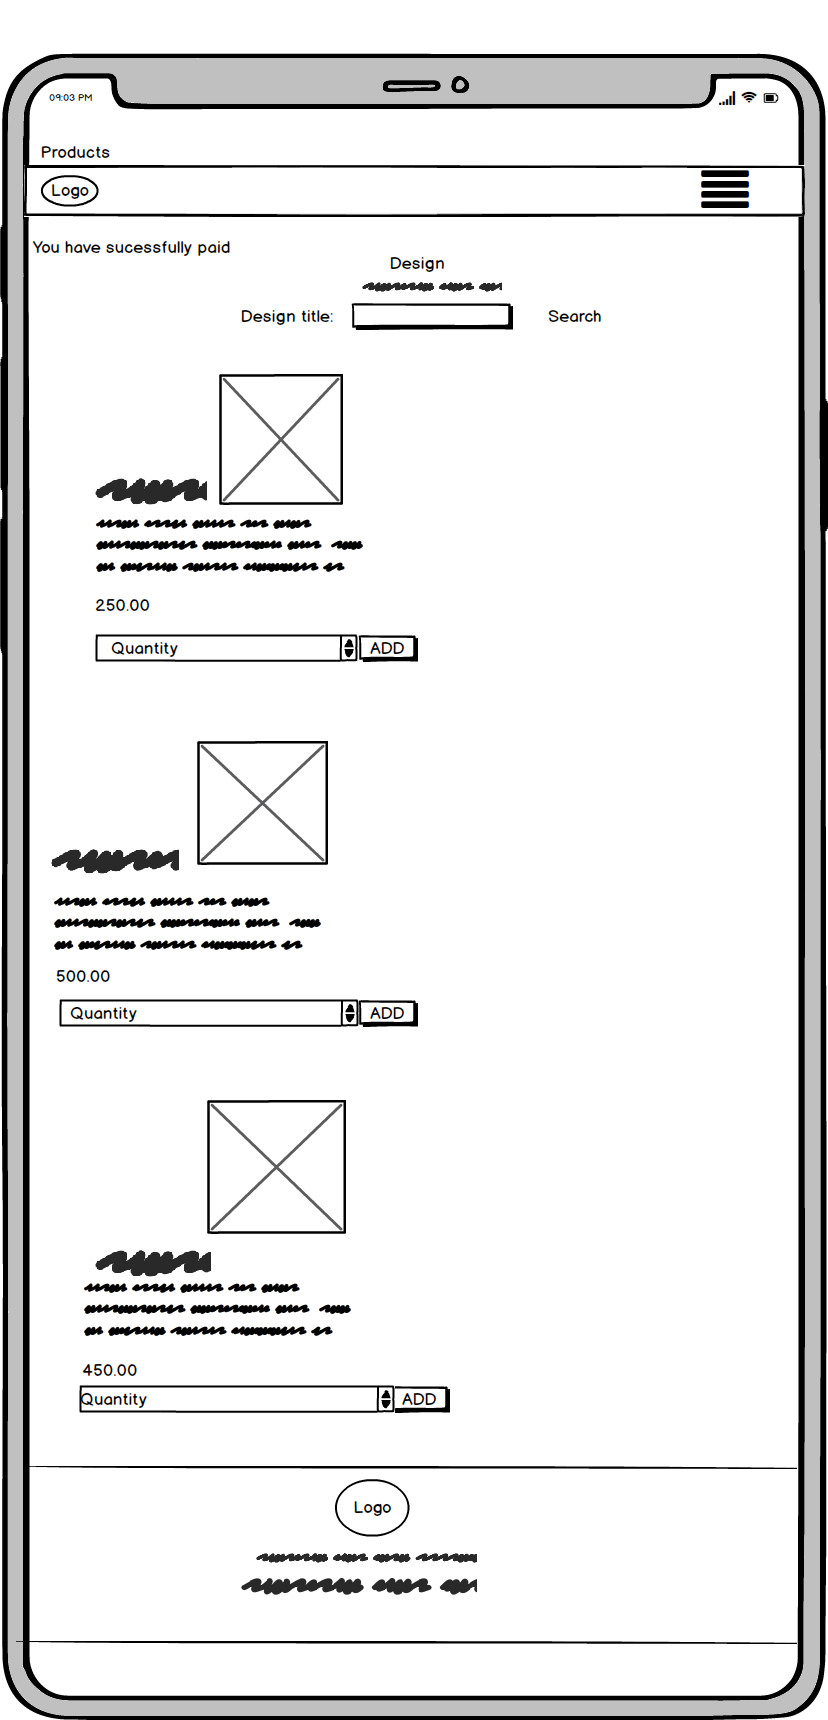 09:03 PM
Products
Logo
You have sucessfully paid
Design
Design title:
Search
250.00
Quantity
ADD
500.00
Quantity
ADD
450.00
Quantity
ADD
Logo